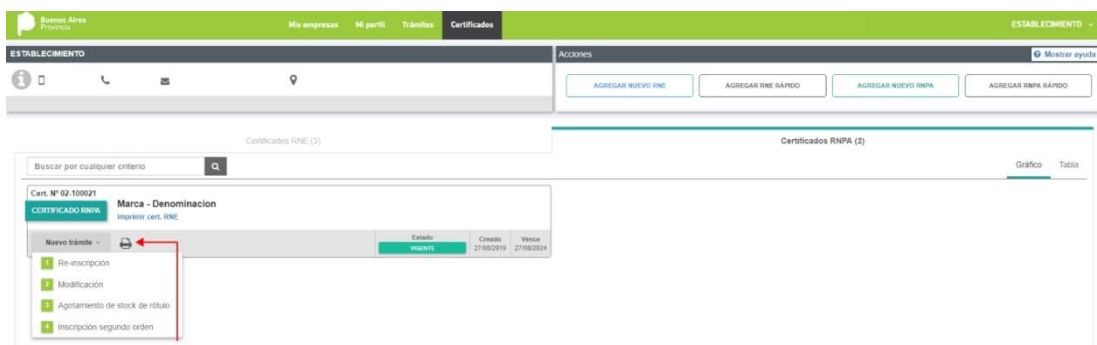 Buenos Aires
Provincia
Mis empresas Mi perfil Trámites Certificados ESTABLECIMIENTO
ESTABLECIMIENTO
Acciones
Mostrar ayuda
AGREGAR NUEVO RNE AGREGAR RNE RÁPIDO AGREGAR NUEVO RNPA AGREGAR RNPA RÁPIDO
Certificados RNE (3) Certificados RNPA (2)
Buscar por cualquier criterio
Gráfico Tabla
Cert. Nº 02-100021
CERTIFICADO RNPA
Marca - Denominacion
Imprimir cert. RNE
Nuevo trámite
Estado Creado Vence
VIGENTE 27/08/2019 27/08/2024
1 Re-inscripción
2 Modificación
3 Agotamiento de stock de rótulo
4 Inscripción segundo orden